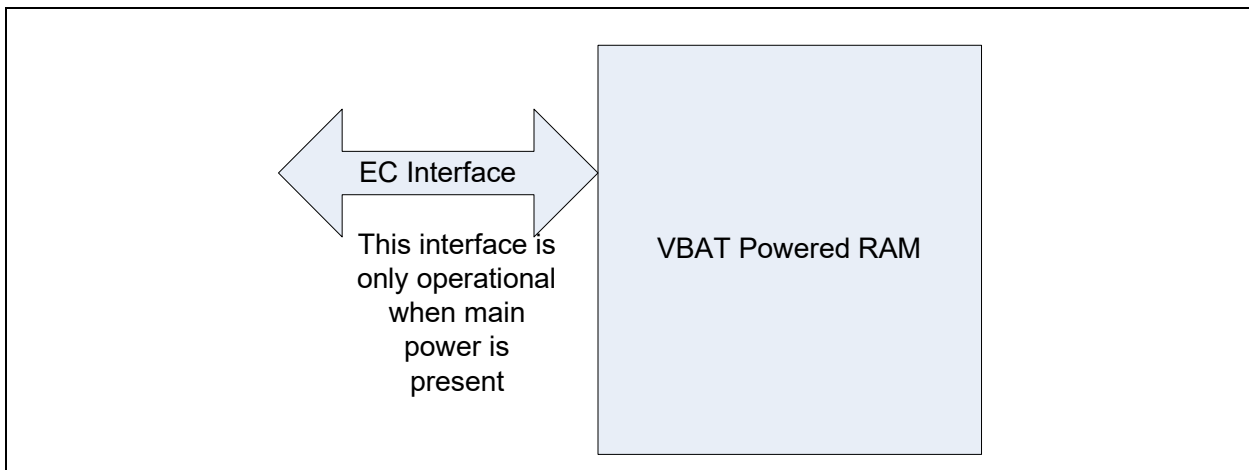 EC Interface
This interface is
only operational
when main
power is
present
VBAT Powered RAM